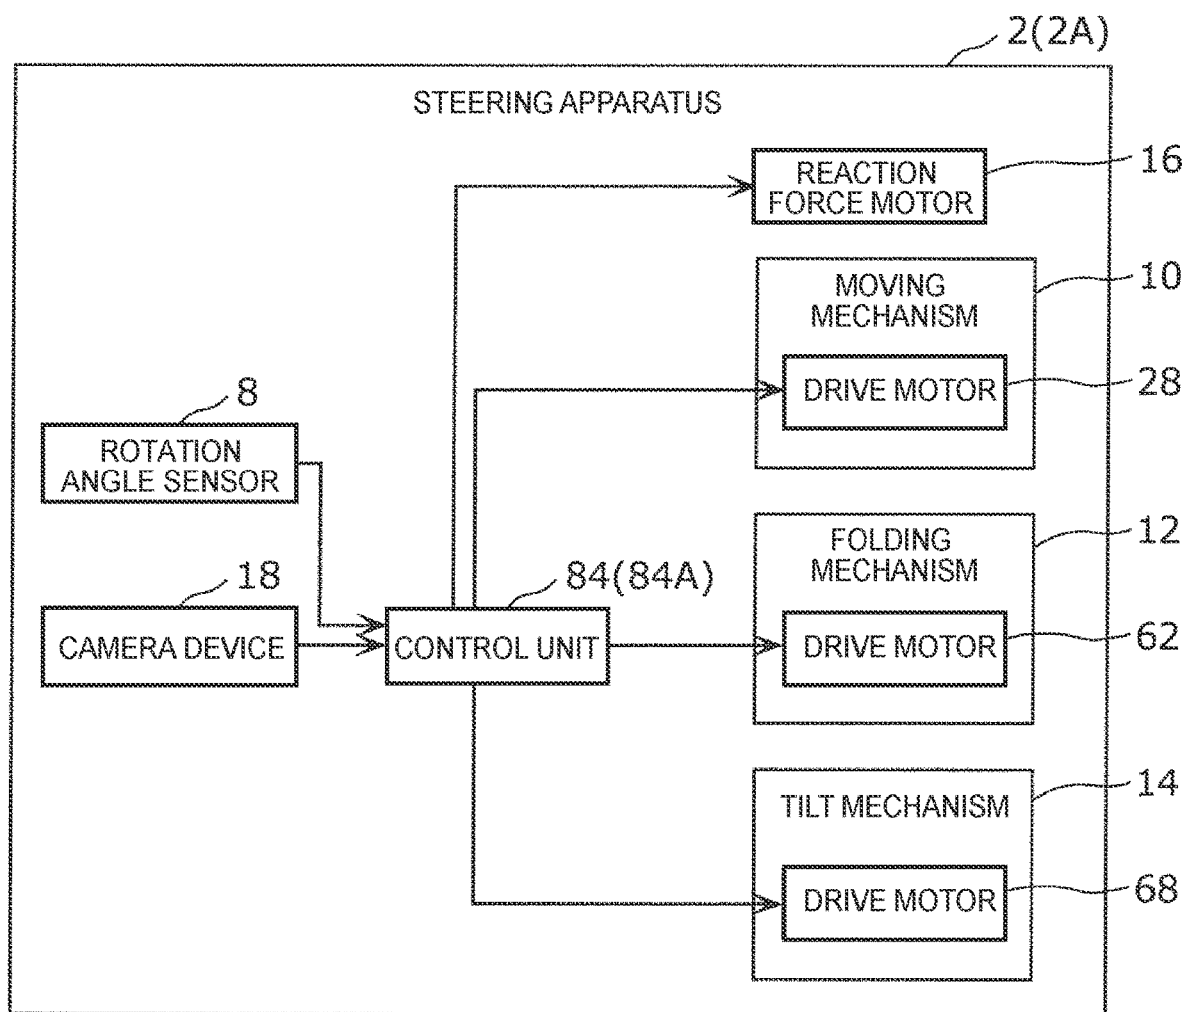 2(2A)
STEERING APPARATUS
16
REACTION
FORCE MOTOR
10
MOVING
MECHANISM
28
DRIVE MOTOR
8
ROTATION
ANGLE SENSOR
12
FOLDING
MECHANISM
18
84(84A)
62
CAMERA DEVICE
CONTROL UNIT
DRIVE MOTOR
14
TILT MECHANISM
68
DRIVE MOTOR